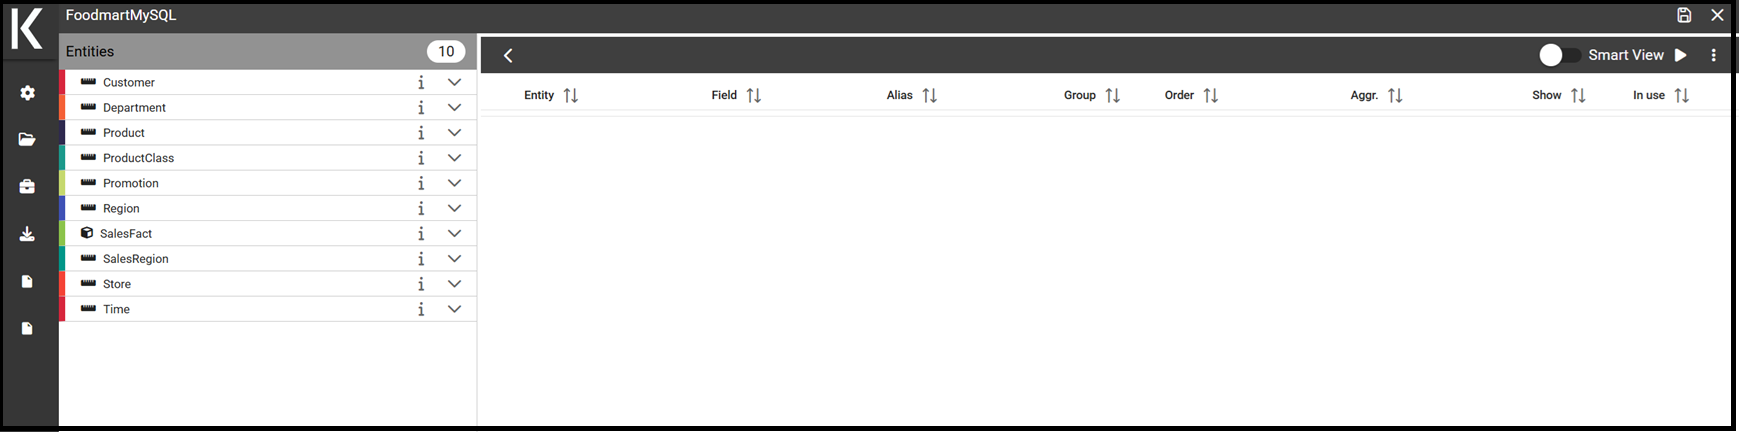 K
FoodmartMySQL
Entities 10
Customer
Department
Product
ProductClass
Promotion
Region
SalesFact
SalesRegion
Store
Time
Smart View
Entity Field Alias Group Order Aggr. Show In use